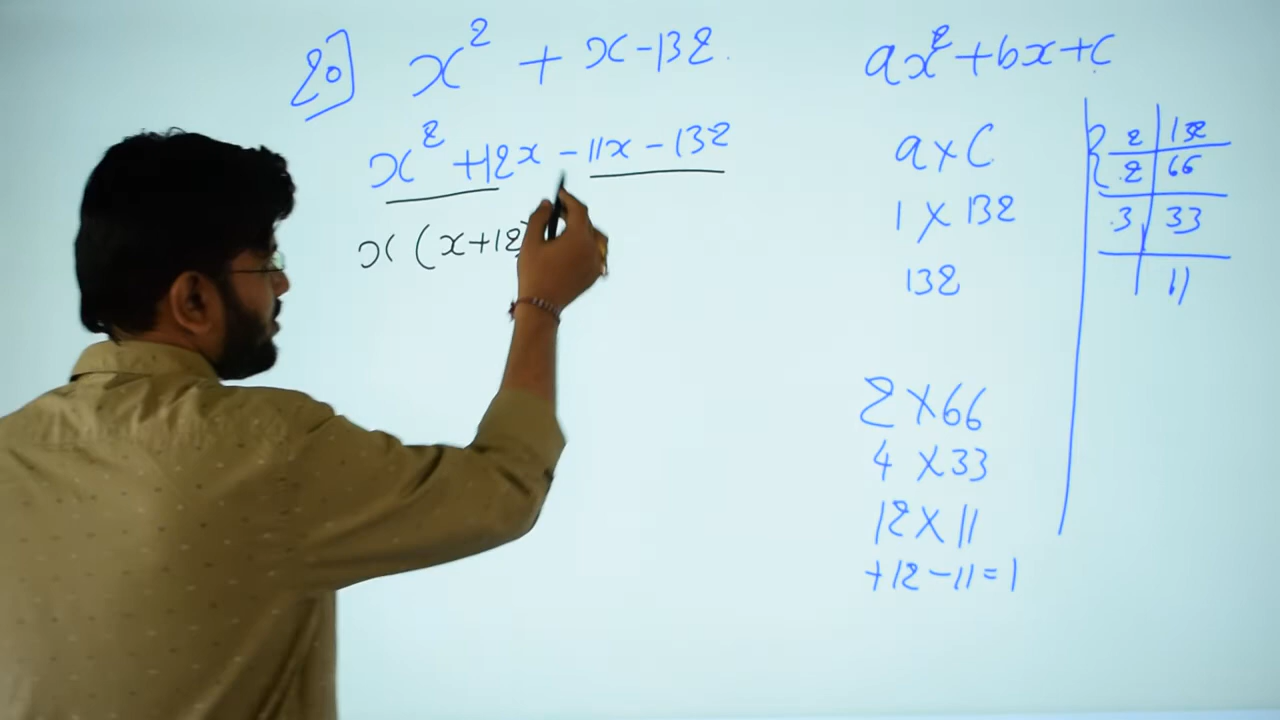 20] x² + x - 132.
x² + 12x - 11x - 132
x (x+12)
ax² + bx + c
a x C
1 x 132
132
2 x 66
4 x 33
12 x 11
+12 - 11 = 1
2 | 132
2 | 66
3 | 33
| 11